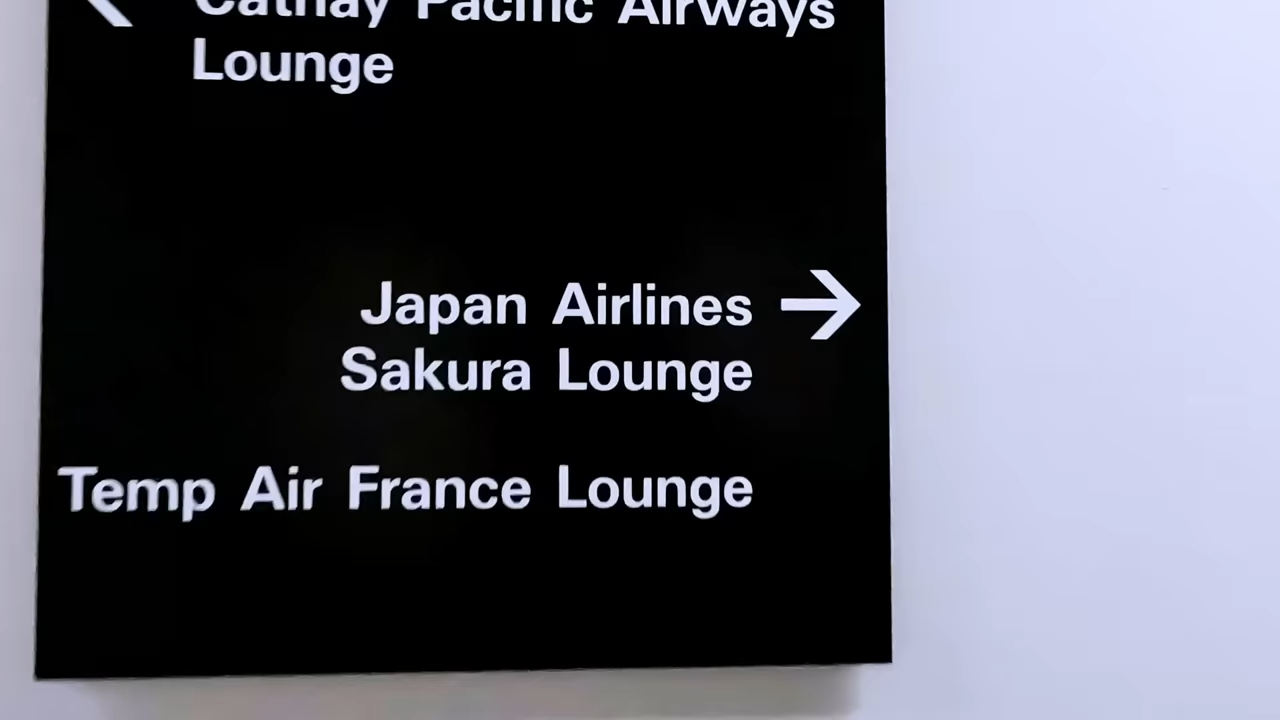 Cathay Pacific Airways
Lounge
Japan Airlines
Sakura Lounge
Temp Air France Lounge